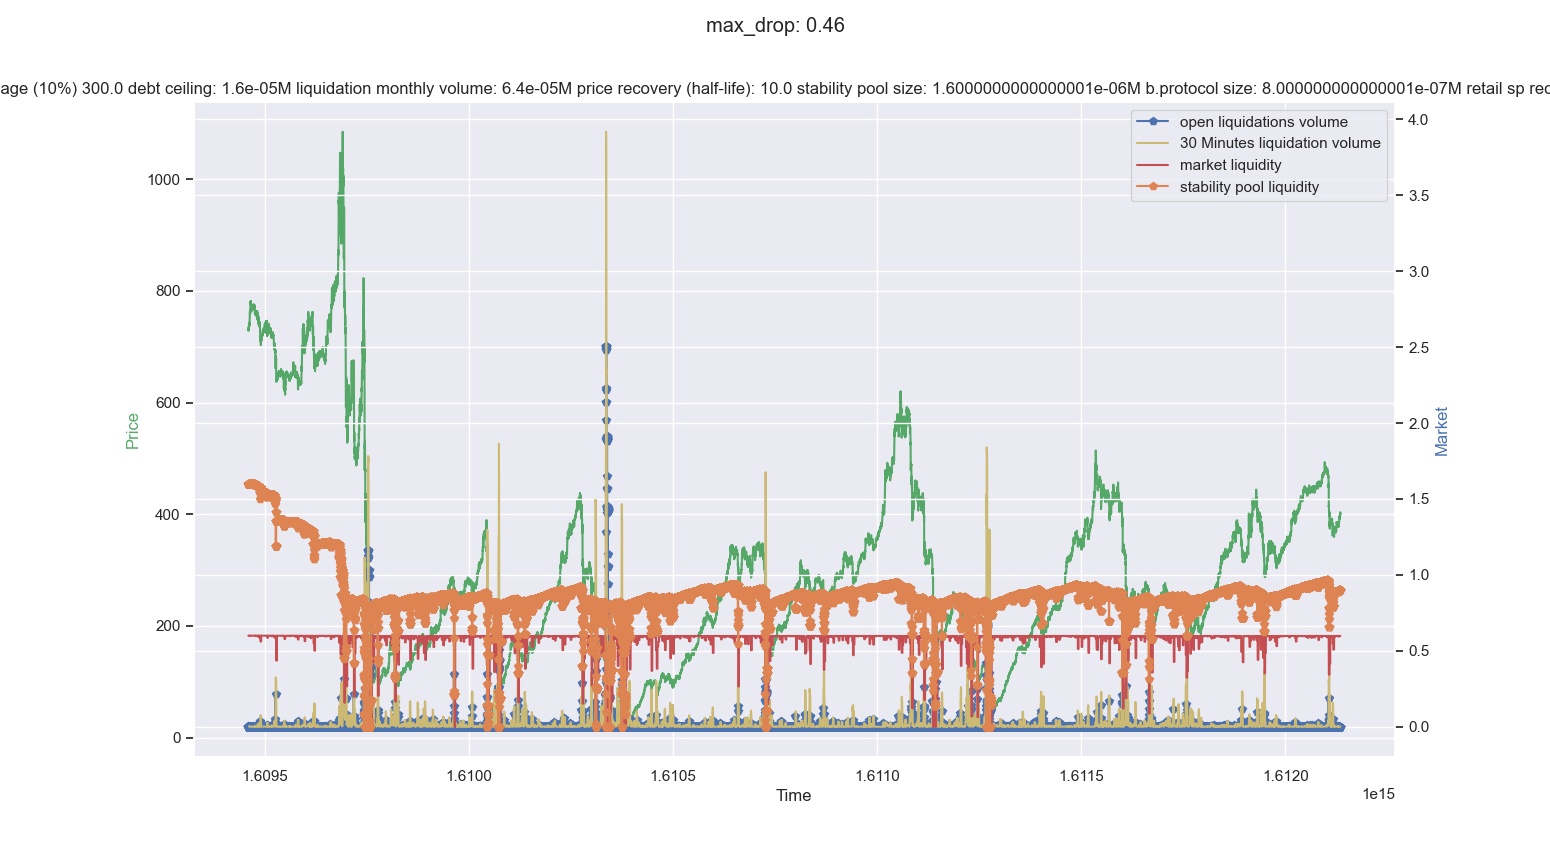 max_drop: 0.46
age (10%) 300.0 debt ceiling: 1.6e-05M liquidation monthly volume: 6.4e-05M price recovery (half-life): 10.0 stability pool size: 1.6000000000000001e-06M b.protocol size: 8.000000000000001e-07M retail sp rec
open liquidations volume
30 Minutes liquidation volume
market liquidity
stability pool liquidity
Price
1000
800
600
400
200
0
4.0
3.5
3.0
2.5
2.0
1.5
1.0
0.5
0.0
Market
1.6095 1.6100 1.6105 1.6110 1.6115 1.6120
Time
1e15